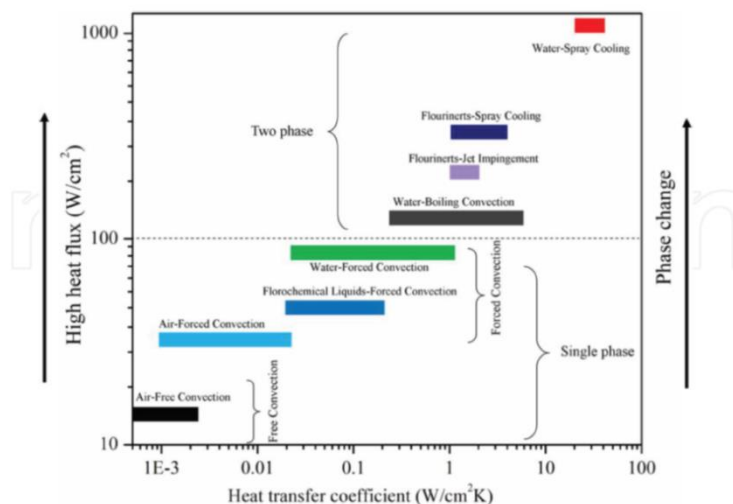 1000
Water-Spray Cooling
Flourinerts-Spray Cooling
Two phase
Flourinerts-Jet Impingement
Water-Boiling Convection
High heat flux (W/cm²)
Phase change
100
Water-Forced Convection
Forced Convection
Florochemical Liquids-Forced Convection
Air-Forced Convection
Single phase
Air-Free Convection
Free Convection
10
1E-3 0.01 0.1 1 10 100
Heat transfer coefficient (W/cm²K)